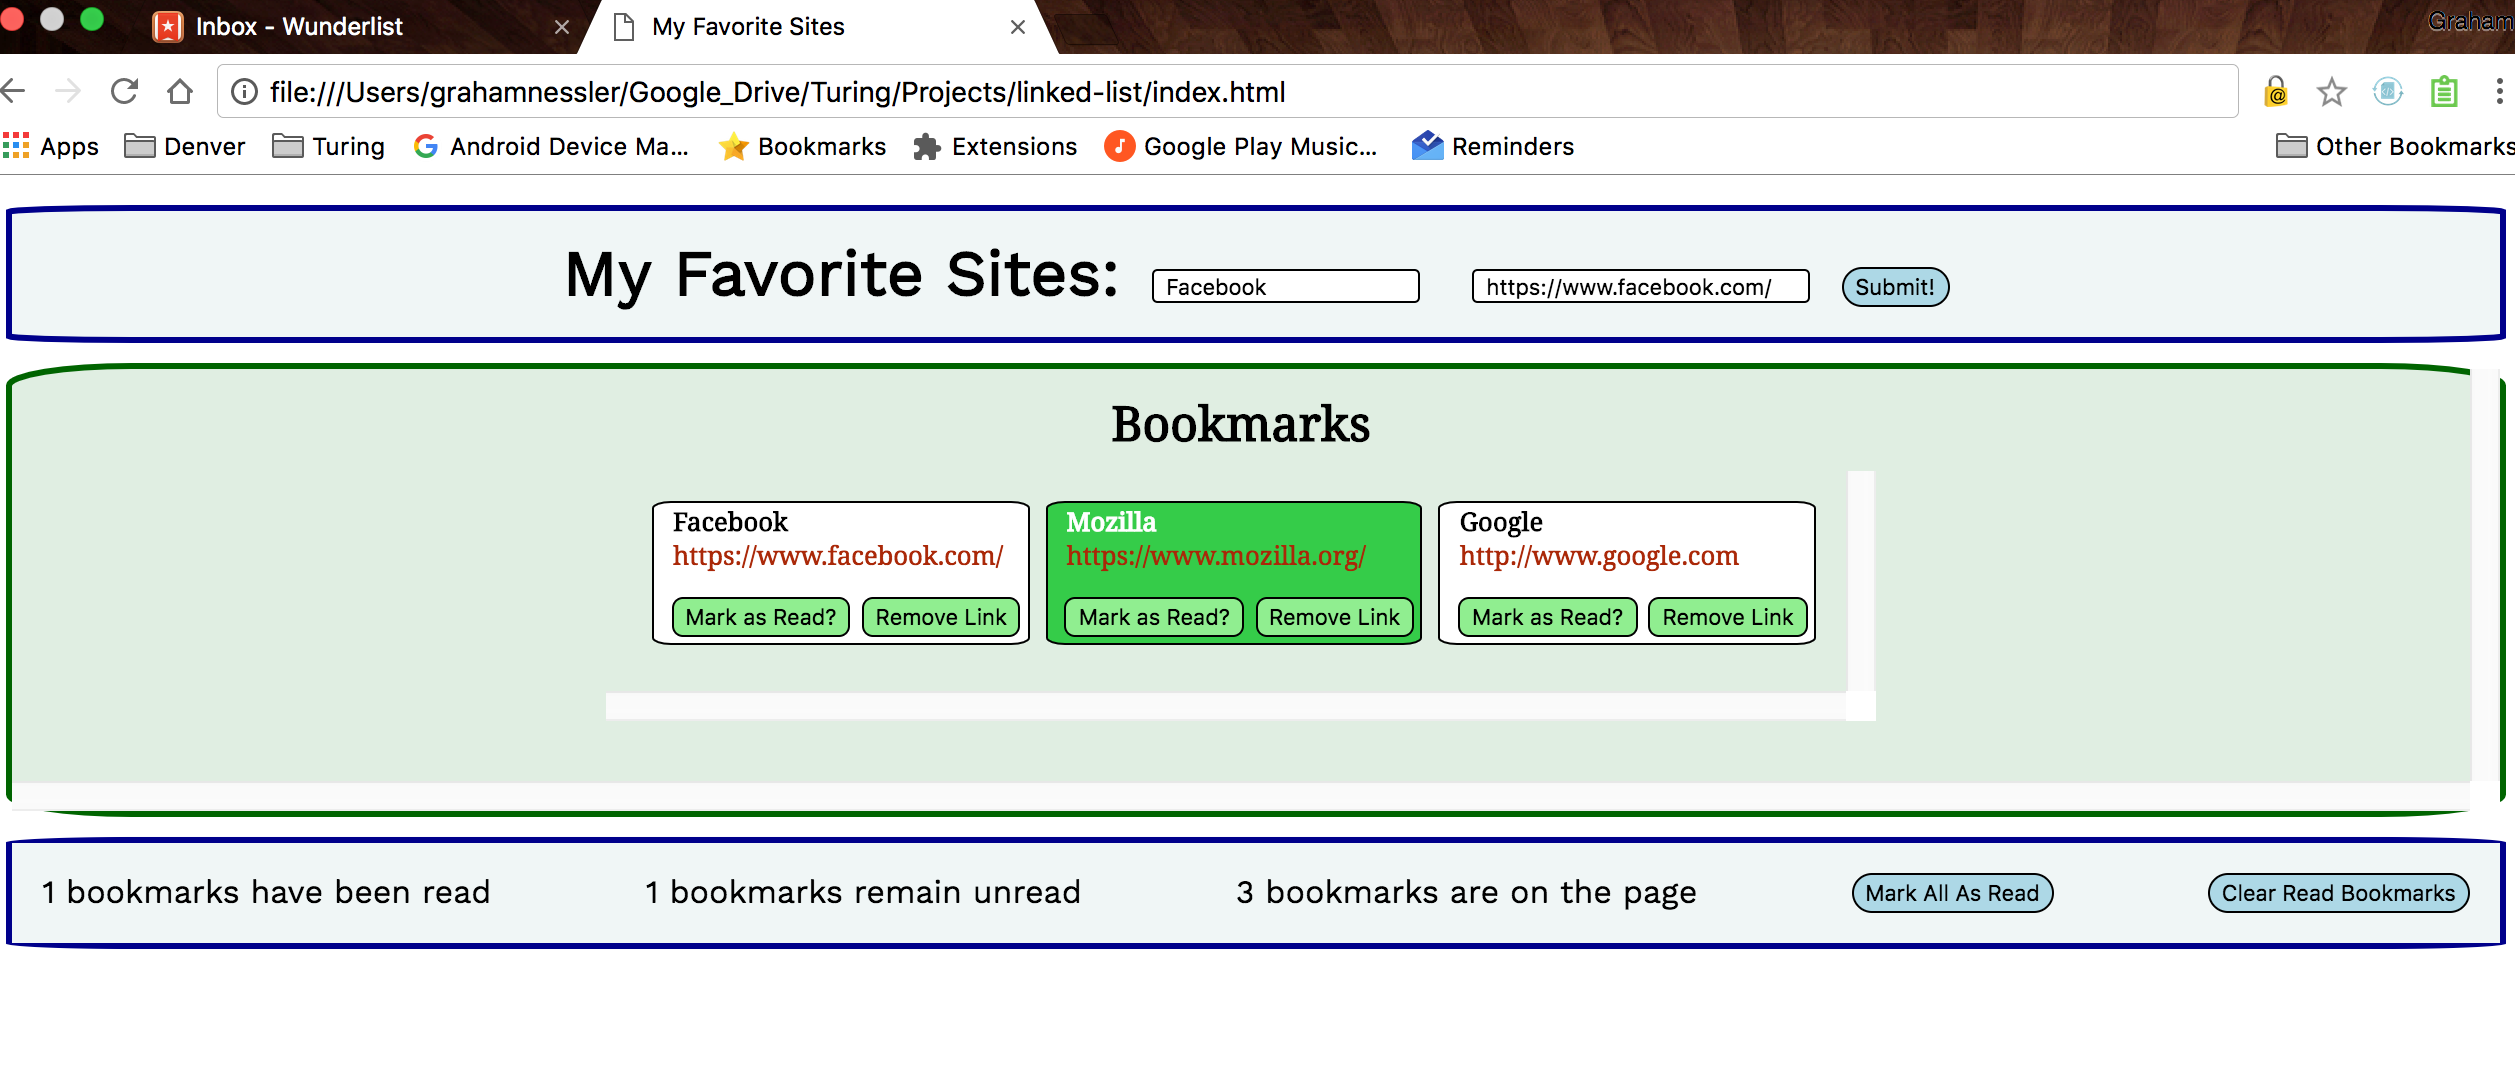 Inbox - Wunderlist
My Favorite Sites
Graham
file:///Users/grahamnessler/Google_Drive/Turing/Projects/linked-list/index.html
Apps Denver Turing Android Device Ma... Bookmarks Extensions Google Play Music... Reminders Other Bookmarks
My Favorite Sites: Facebook https://www.facebook.com/ Submit!
Bookmarks
Facebook
https://www.facebook.com/
Mark as Read? Remove Link
Mozilla
https://www.mozilla.org/
Mark as Read? Remove Link
Google
http://www.google.com
Mark as Read? Remove Link
1 bookmarks have been read 1 bookmarks remain unread 3 bookmarks are on the page Mark All As Read Clear Read Bookmarks